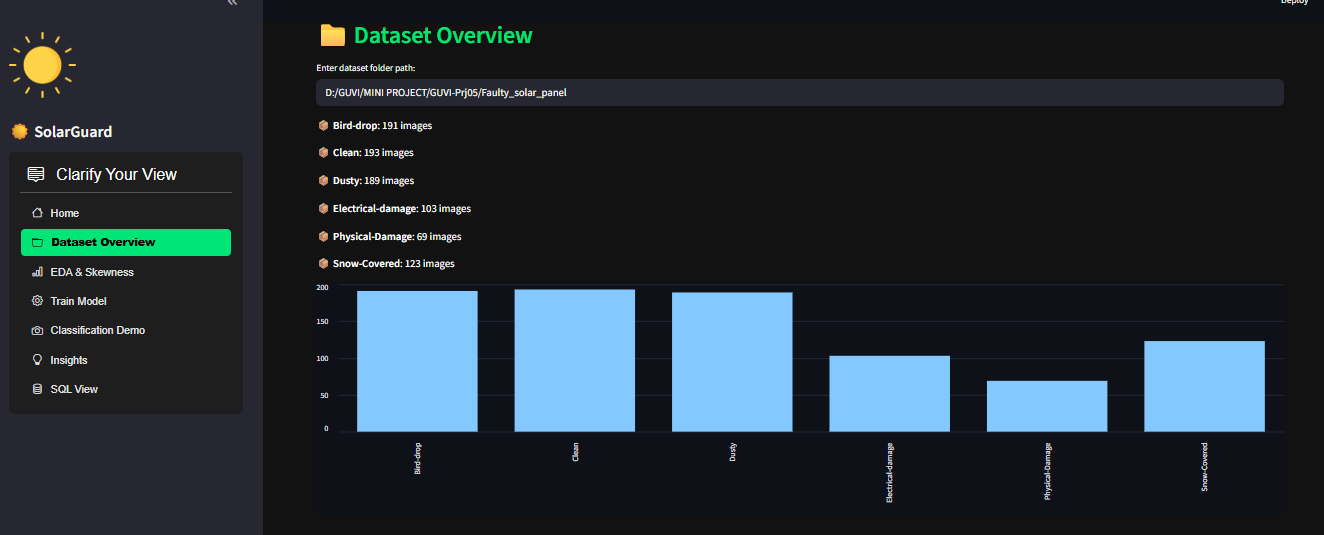 Deploy
SolarGuard
Clarify Your View
Home
Dataset Overview
EDA & Skewness
Train Model
Classification Demo
Insights
SQL View
Dataset Overview
Enter dataset folder path:
D:/GUVI/MINI PROJECT/GUVI-Prj05/Faulty_solar_panel
Bird-drop: 191 images
Clean: 193 images
Dusty: 189 images
Electrical-damage: 103 images
Physical-Damage: 69 images
Snow-Covered: 123 images
200
150
100
50
0
Bird-drop
Clean
Dusty
Electrical-damage
Physical-Damage
Snow-Covered